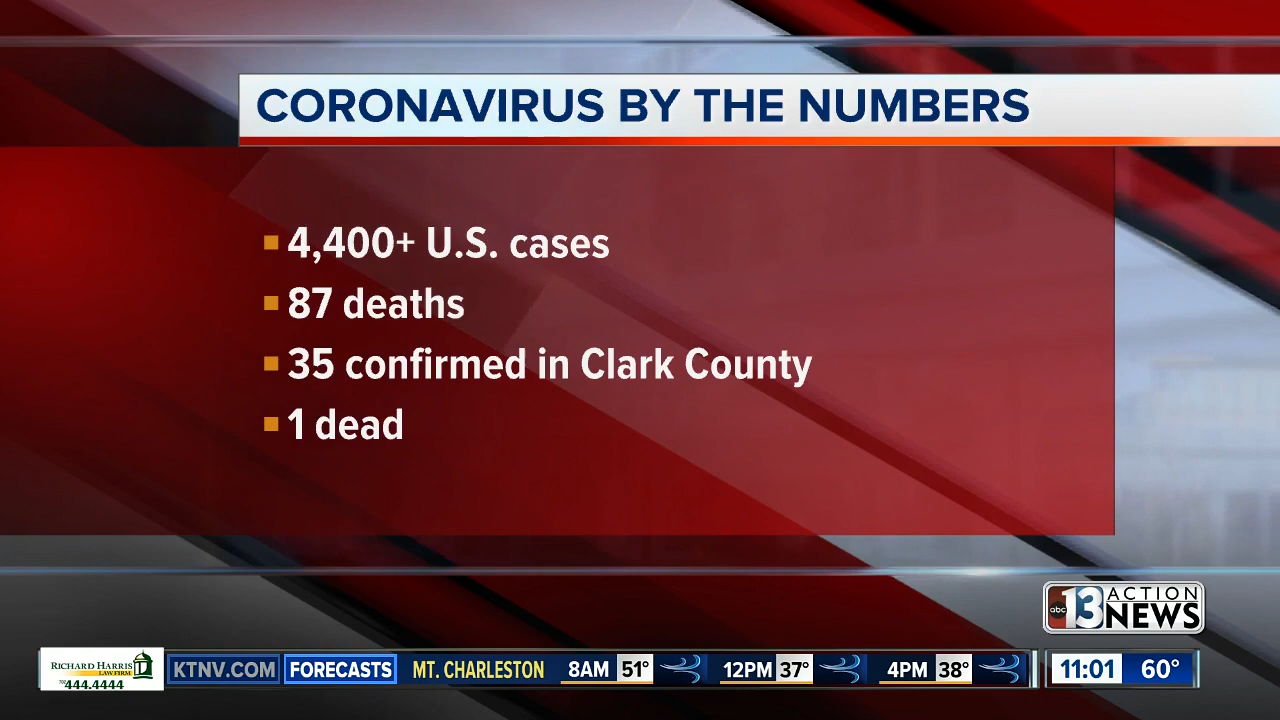 CORONAVIRUS BY THE NUMBERS
4,400+ U.S. cases
87 deaths
35 confirmed in Clark County
1 dead
abc 13 ACTION NEWS
RICHARD HARRIS
LAW FIRM
702 444.4444
KTNV.COM FORECASTS MT. CHARLESTON 8AM 51° 12PM 37° 4PM 38° 11:01 60°